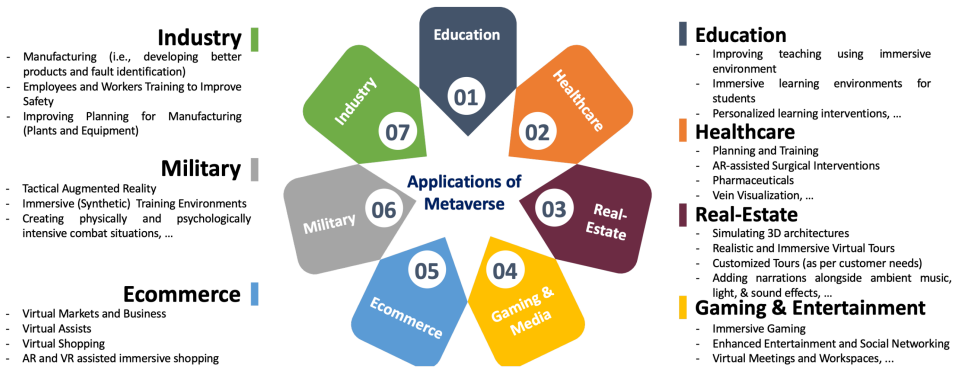 Industry
- Manufacturing (i.e., developing better
products and fault identification)
- Employees and Workers Training to Improve
Safety
- Improving Planning for Manufacturing
(Plants and Equipment)
Military
- Tactical Augmented Reality
- Immersive (Synthetic) Training Environments
- Creating physically and psychologically
intensive combat situations, ...
Ecommerce
- Virtual Markets and Business
- Virtual Assists
- Virtual Shopping
- AR and VR assisted immersive shopping
Applications of
Metaverse
Education
01
Healthcare
02
Real-
Estate
03
Gaming &
Media
04
Ecommerce
05
Military
06
Industry
07
Education
- Improving teaching using immersive
environment
- Immersive learning environments for
students
- Personalized learning interventions, ...
Healthcare
- Planning and Training
- AR-assisted Surgical Interventions
- Pharmaceuticals
- Vein Visualization, ...
Real-Estate
- Simulating 3D architectures
- Realistic and Immersive Virtual Tours
- Customized Tours (as per customer needs)
- Adding narrations alongside ambient music,
light, & sound effects, ...
Gaming & Entertainment
- Immersive Gaming
- Enhanced Entertainment and Social Networking
- Virtual Meetings and Workspaces, ...